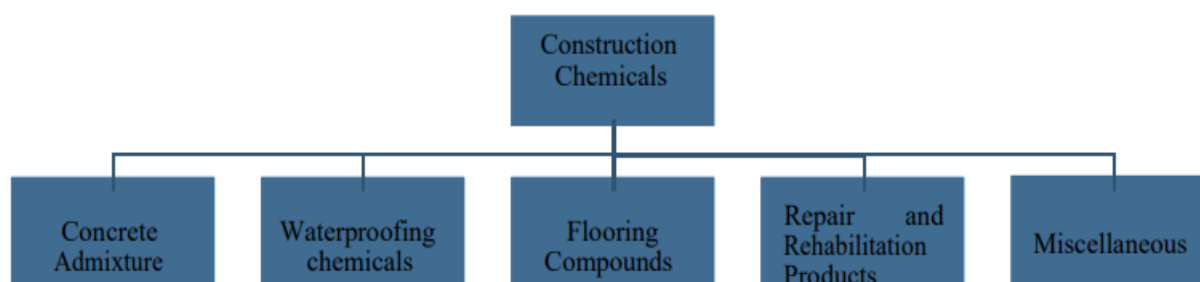 Construction
Chemicals
Concrete
Admixture
Waterproofing
chemicals
Flooring
Compounds
Repair and
Rehabilitation
Products
Miscellaneous